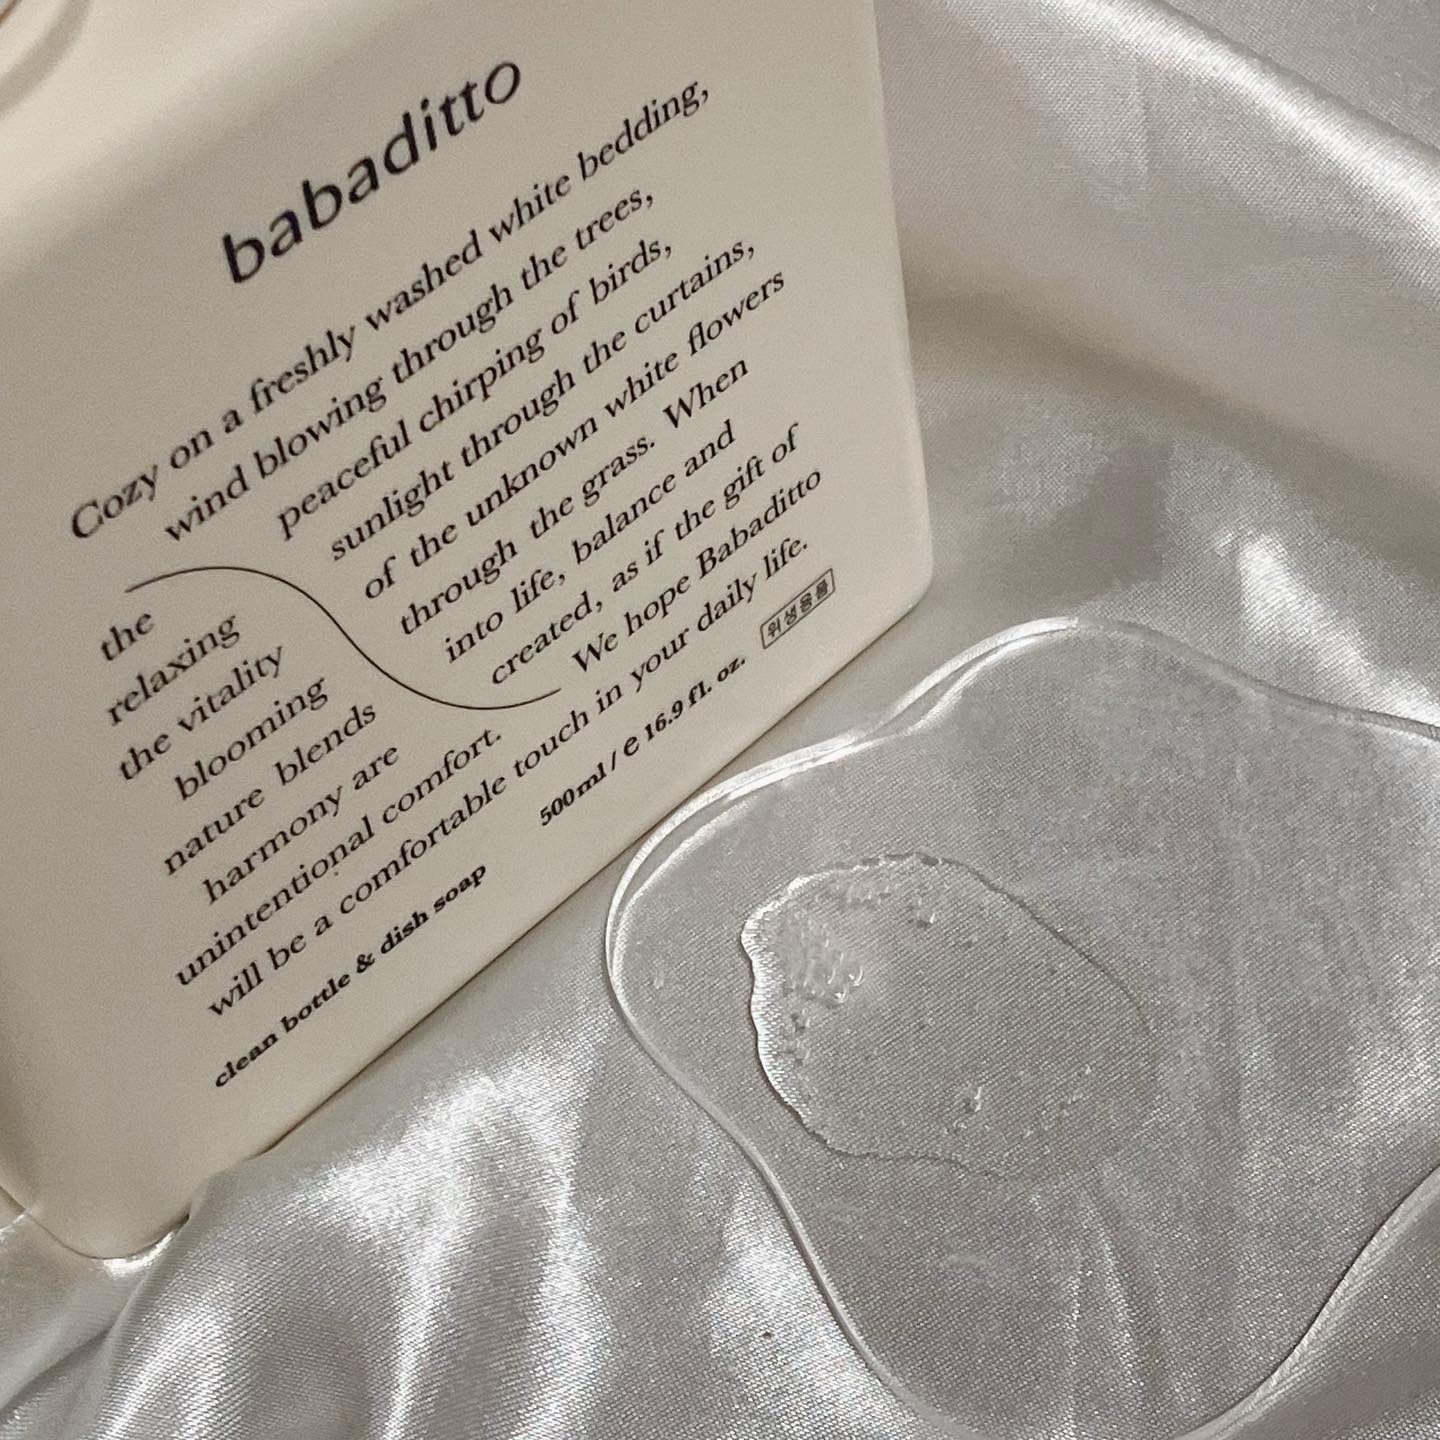 babaditto
Cozy on a freshly washed white bedding,
wind blowing through the trees,
the peaceful chirping of birds,
relaxing sunlight through the curtains,
the vitality of the unknown white flowers
blooming through the grass. When
nature blends into life, balance and
harmony are created, as if the gift of
unintentional comfort. We hope Babaditto
will be a comfortable touch in your daily life.
clean bottle & dish soap 500ml / e 16.9 fl. oz. 위생용품